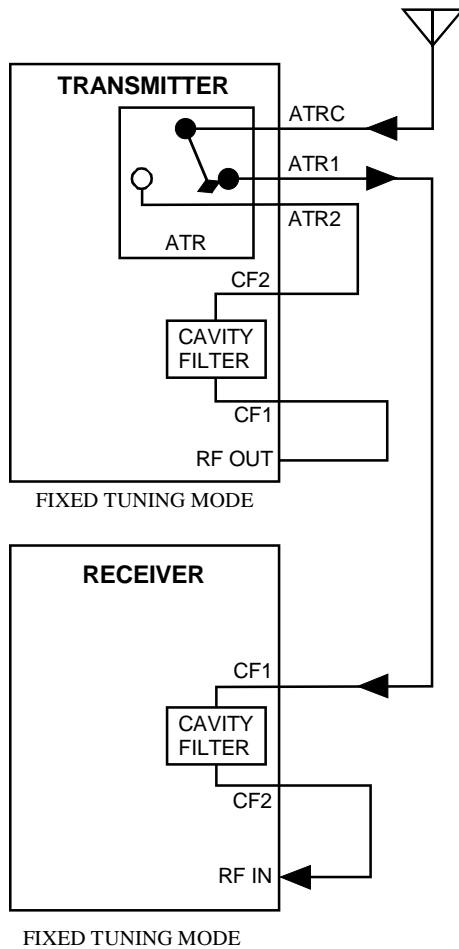 TRANSMITTER
ATRC
ATR1
ATR2
ATR
CF2
CAVITY
FILTER
CF1
RF OUT
FIXED TUNING MODE
RECEIVER
CF1
CAVITY
FILTER
CF2
RF IN
FIXED TUNING MODE